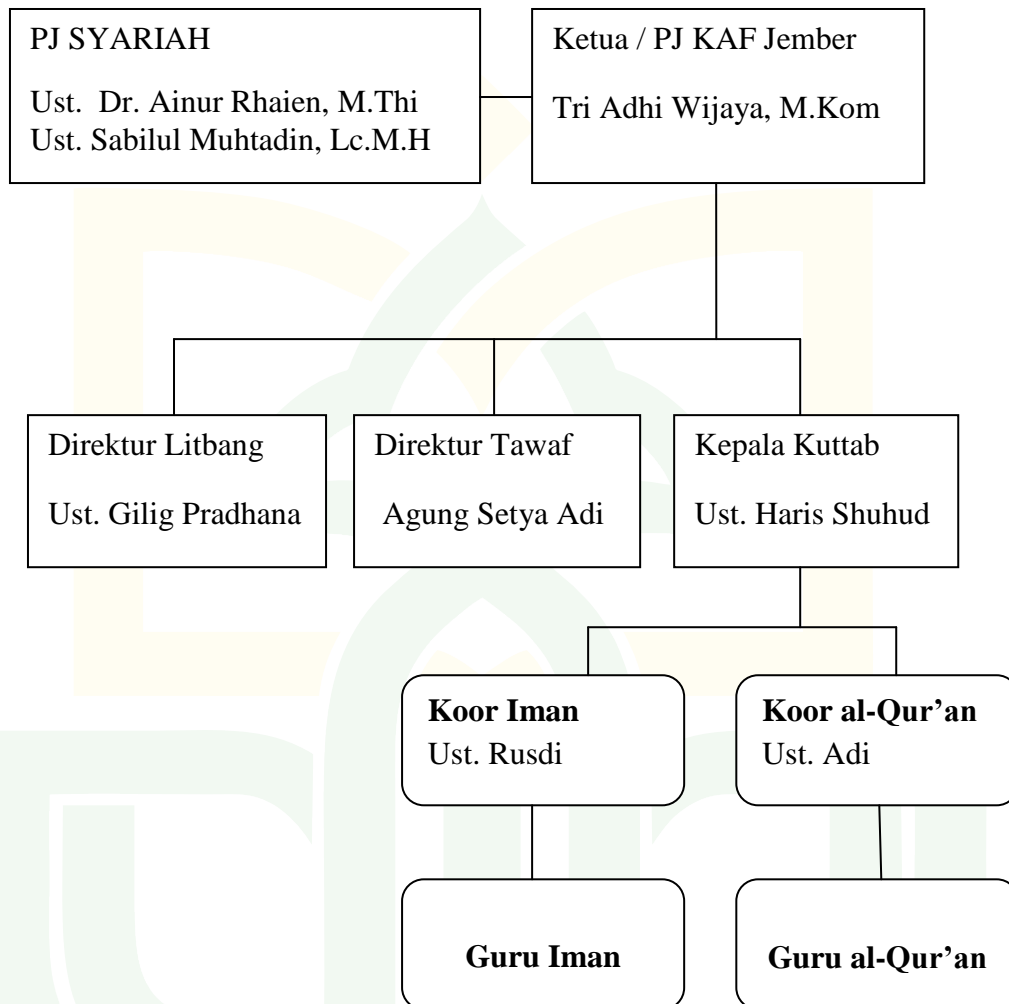 PJ SYARIAH
Ust. Dr. Ainur Rhaien, M.Thi
Ust. Sabilul Muhtadin, Lc.M.H
Ketua / PJ KAF Jember
Tri Adhi Wijaya, M.Kom
Direktur Litbang
Ust. Gilig Pradhana
Direktur Tawaf
Agung Setya Adi
Kepala Kuttab
Ust. Haris Shuhud
Koor Iman
Ust. Rusdi
Koor al-Qur’an
Ust. Adi
Guru Iman
Guru al-Qur’an